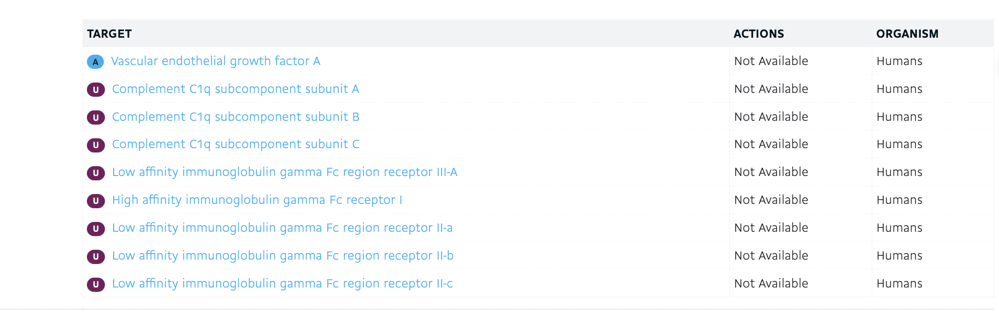 TARGET ACTIONS ORGANISM
A Vascular endothelial growth factor A Not Available Humans
U Complement C1q subcomponent subunit A Not Available Humans
U Complement C1q subcomponent subunit B Not Available Humans
U Complement C1q subcomponent subunit C Not Available Humans
U Low affinity immunoglobulin gamma Fc region receptor III-A Not Available Humans
U High affinity immunoglobulin gamma Fc receptor I Not Available Humans
U Low affinity immunoglobulin gamma Fc region receptor II-a Not Available Humans
U Low affinity immunoglobulin gamma Fc region receptor II-b Not Available Humans
U Low affinity immunoglobulin gamma Fc region receptor II-c Not Available Humans